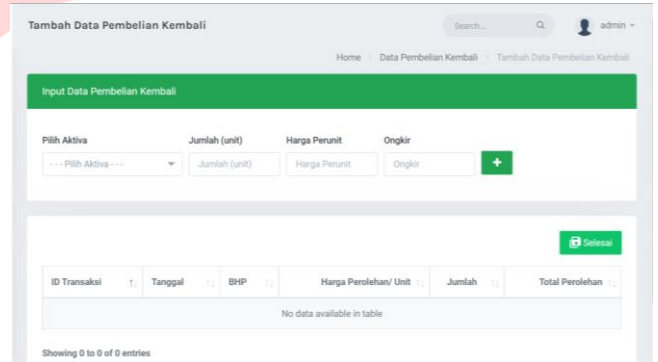 Tambah Data Pembelian Kembali
Search...
admin
Home Data Pembelian Kembali Tambah Data Pembelian Kembali
Input Data Pembelian Kembali
Pilih Aktiva Jumlah (unit) Harga Perunit Ongkir
- - - Pilih Aktiva - - - Jumlah (unit) Harga Perunit Ongkir +
Selesai
ID Transaksi Tanggal BHP Harga Perolehan/ Unit Jumlah Total Perolehan
No data available in table
Showing 0 to 0 of 0 entries